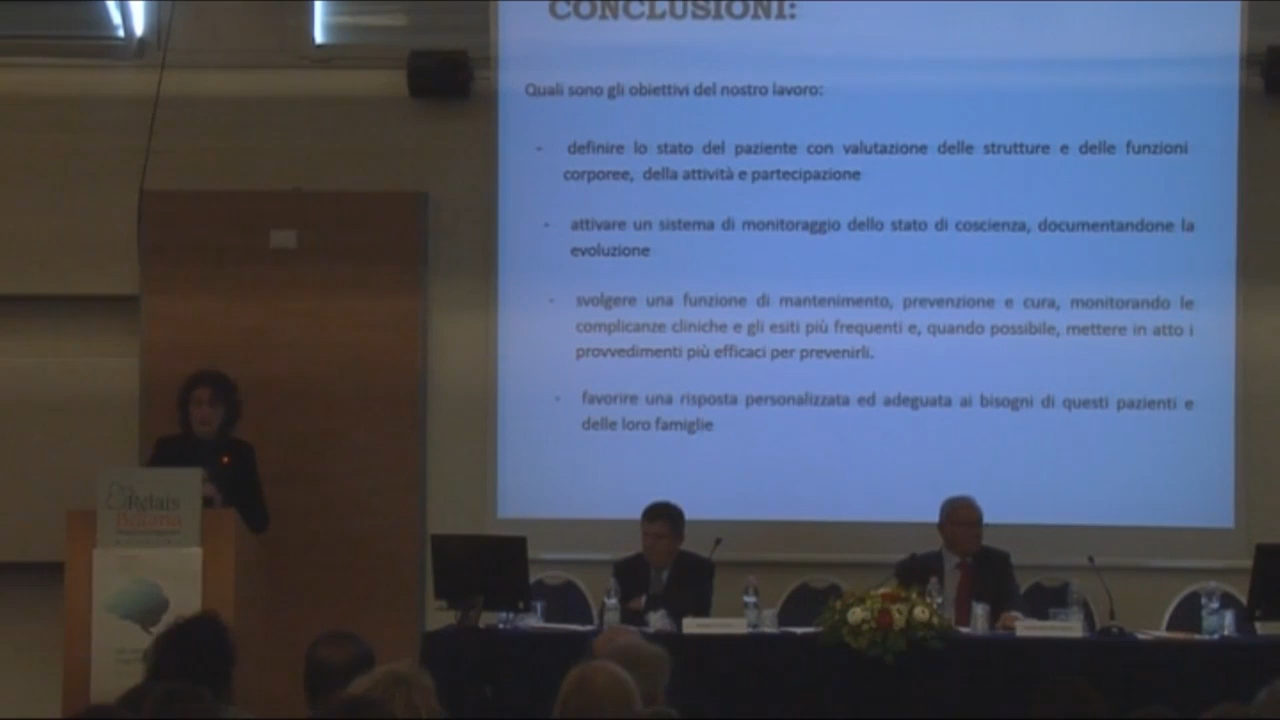 CONCLUSIONI:
Quali sono gli obiettivi del nostro lavoro:
- definire lo stato del paziente con valutazione delle strutture e delle funzioni
corporee, della attività e partecipazione
- attivare un sistema di monitoraggio dello stato di coscienza, documentandone la
evoluzione
- svolgere una funzione di mantenimento, prevenzione e cura, monitorando le
complicanze cliniche e gli esiti più frequenti e, quando possibile, mettere in atto i
provvedimenti più efficaci per prevenirli.
- favorire una risposta personalizzata ed adeguata ai bisogni di questi pazienti e
delle loro famiglie
Relais